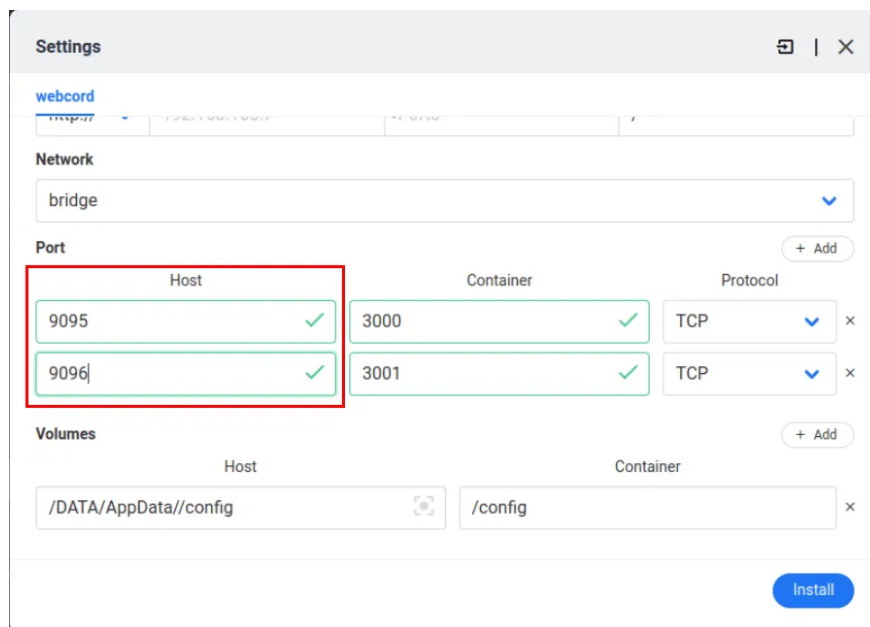 Settings
webcord
Network
bridge
Port
+ Add
Host Container Protocol
9095 3000 TCP
9096 3001 TCP
Volumes
+ Add
Host Container
/DATA/AppData//config /config
Install